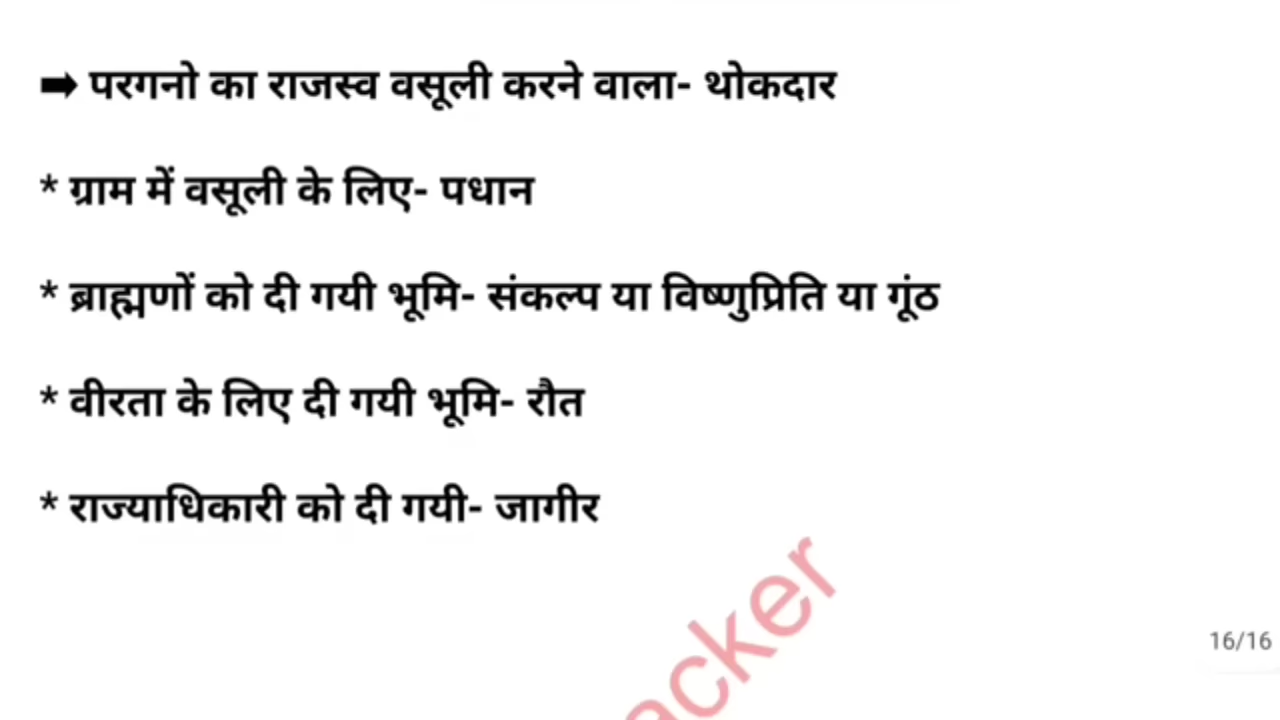 ➡ परगनो का राजस्व वसूली करने वाला- थोकदार
* ग्राम में वसूली के लिए- पधान
* ब्राह्मणों को दी गयी भूमि- संकल्प या विष्णुप्रिति या गूंठ
* वीरता के लिए दी गयी भूमि- रौत
* राज्याधिकारी को दी गयी- जागीर
acker
16/16